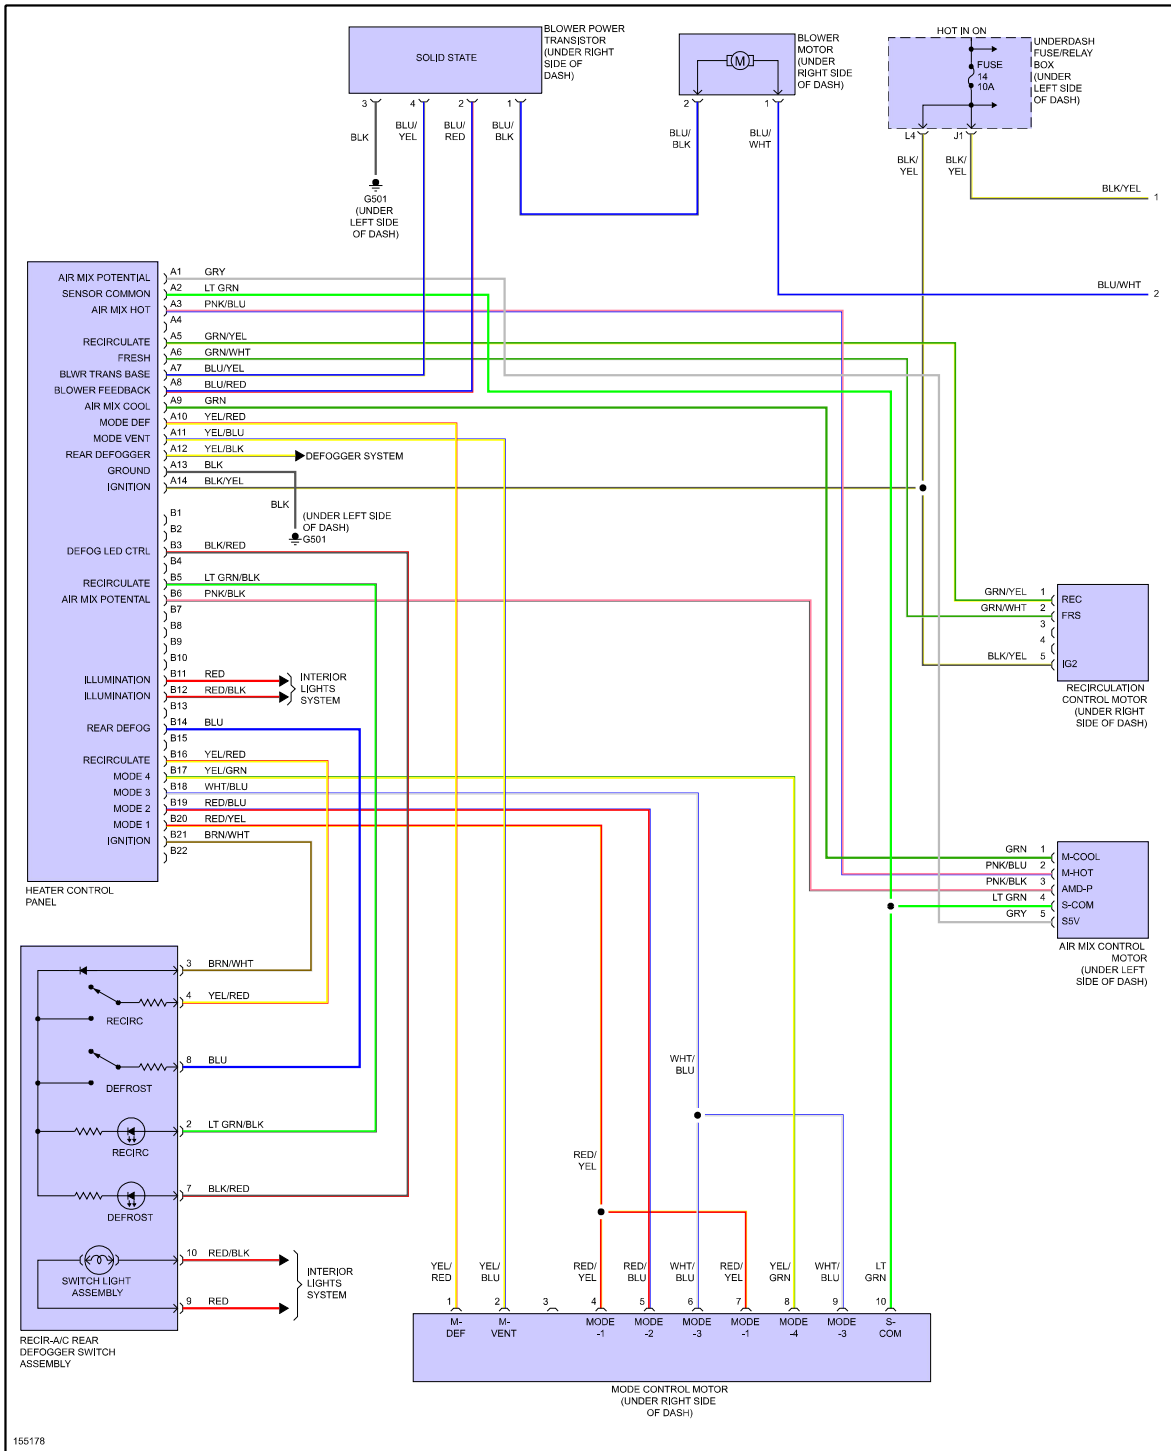 BLOWER POWER
TRANSISTOR
(UNDER RIGHT
SIDE OF
DASH)
SOLID STATE
3
4
2
1
BLK
BLU/
YEL
BLU/
RED
BLU/
BLK
G501
(UNDER
LEFT SIDE
OF DASH)
BLOWER
MOTOR
(UNDER
RIGHT SIDE
OF DASH)
M
2
1
BLU/
BLK
BLU/
WHT
HOT IN ON
UNDERDASH
FUSE/RELAY
BOX
(UNDER
LEFT SIDE
OF DASH)
FUSE
14
10A
L4
J1
BLK/
YEL
BLK/
YEL
BLK/YEL
1
BLU/WHT
2
AIR MIX POTENTIAL A1 GRY
SENSOR COMMON A2 LT GRN
AIR MIX HOT A3 PNK/BLU
A4
RECIRCULATE A5 GRN/YEL
FRESH A6 GRN/WHT
BLWR TRANS BASE A7 BLU/YEL
BLOWER FEEDBACK A8 BLU/RED
AIR MIX COOL A9 GRN
MODE DEF A10 YEL/RED
MODE VENT A11 YEL/BLU
REAR DEFOGGER A12 YEL/BLK DEFOGGER SYSTEM
GROUND A13 BLK
IGNITION A14 BLK/YEL
BLK
(UNDER LEFT SIDE
OF DASH)
G501
B1
B2
DEFOG LED CTRL B3 BLK/RED
B4
RECIRCULATE B5 LT GRN/BLK
AIR MIX POTENTAL B6 PNK/BLK
B7
B8
B9
B10
ILLUMINATION B11 RED
ILLUMINATION B12 RED/BLK
INTERIOR
LIGHTS
SYSTEM
B13
REAR DEFOG B14 BLU
B15
RECIRCULATE B16 YEL/RED
MODE 4 B17 YEL/GRN
MODE 3 B18 WHT/BLU
MODE 2 B19 RED/BLU
MODE 1 B20 RED/YEL
IGNITION B21 BRN/WHT
B22
HEATER CONTROL
PANEL
GRN/YEL 1 REC
GRN/WHT 2 FRS
3
4
BLK/YEL 5 IG2
RECIRCULATION
CONTROL MOTOR
(UNDER RIGHT
SIDE OF DASH)
GRN 1 M-COOL
PNK/BLU 2 M-HOT
PNK/BLK 3 AMD-P
LT GRN 4 S-COM
GRY 5 S5V
AIR MIX CONTROL
MOTOR
(UNDER LEFT
SIDE OF DASH)
3 BRN/WHT
4 YEL/RED
RECIRC
8 BLU
DEFROST
2 LT GRN/BLK
RECIRC
7 BLK/RED
DEFROST
10 RED/BLK
SWITCH LIGHT
ASSEMBLY
9 RED
INTERIOR
LIGHTS
SYSTEM
RECIR-A/C REAR
DEFOGGER SWITCH
ASSEMBLY
WHT/
BLU
RED/
YEL
YEL/
RED
YEL/
BLU
RED/
YEL
RED/
BLU
WHT/
BLU
RED/
YEL
YEL/
GRN
WHT/
BLU
LT
GRN
1
2
3
4
5
6
7
8
9
10
M-
DEF
M-
VENT
MODE
-1
MODE
-2
MODE
-3
MODE
-1
MODE
-4
MODE
-3
S-
COM
MODE CONTROL MOTOR
(UNDER RIGHT SIDE
OF DASH)
155178